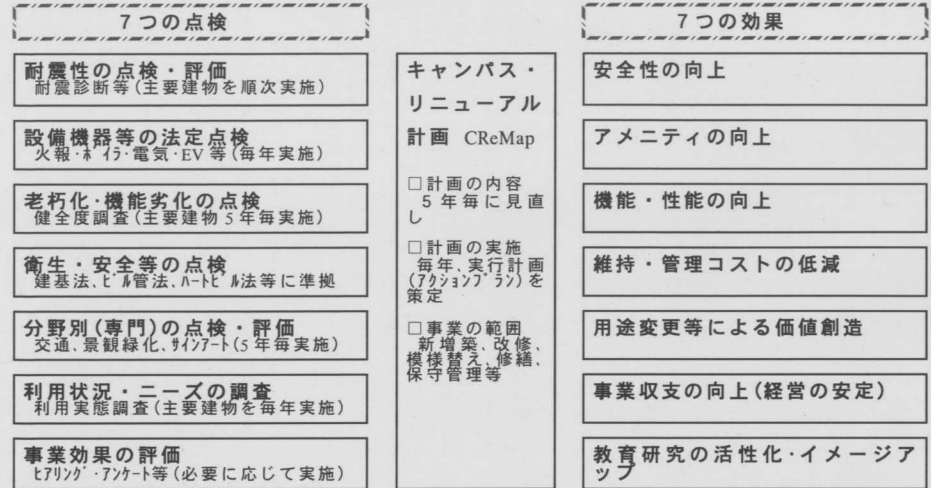 7つの点検
耐震性の点検・評価
耐震診断等(主要建物を順次実施)
設備機器等の法定点検
火報・ボイラ・電気・EV等(毎年実施)
老朽化・機能劣化の点検
健全度調査(主要建物5年毎実施)
衛生・安全等の点検
建基法、ビル管法、ハートビル法等に準拠
分野別(専門)の点検・評価
交通、景観緑化、サインアート(5年毎実施)
利用状況・ニーズの調査
利用実態調査(主要建物を毎年実施)
事業効果の評価
ヒアリング・アンケート等(必要に応じて実施)
キャンパス・
リニューアル
計画 CReMap
□計画の内容
5年毎に見直
し
□計画の実施
毎年、実行計画
(アクションプラン)を
策定
□事業の範囲
新増築、改修、
模様替え、修繕、
保守管理等
7つの効果
安全性の向上
アメニティの向上
機能・性能の向上
維持・管理コストの低減
用途変更等による価値創造
事業収支の向上(経営の安定)
教育研究の活性化・イメージア
ップ